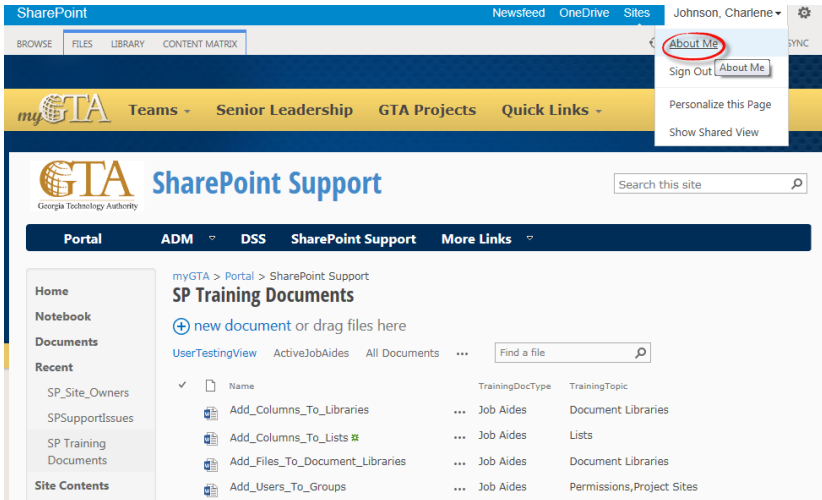 SharePoint Newsfeed OneDrive Sites Johnson, Charlene
BROWSE FILES LIBRARY CONTENT MATRIX YNC
About Me
Sign Out About Me
Personalize this Page
Show Shared View
myGTA Teams Senior Leadership GTA Projects Quick Links
GTA
Georgia Technology Authority
SharePoint Support
Search this site
Portal ADM DSS SharePoint Support More Links
Home
Notebook
Documents
Recent
SP_Site_Owners
SPSupportIssues
SP Training
Documents
Site Contents
myGTA > Portal > SharePoint Support
SP Training Documents
new document or drag files here
UserTestingView ActiveJobAides All Documents ... Find a file
Name TrainingDocType TrainingTopic
Add_Columns_To_Libraries ... Job Aides Document Libraries
Add_Columns_To_Lists ... Job Aides Lists
Add_Files_To_Document_Libraries ... Job Aides Document Libraries
Add_Users_To_Groups ... Job Aides Permissions,Project Sites